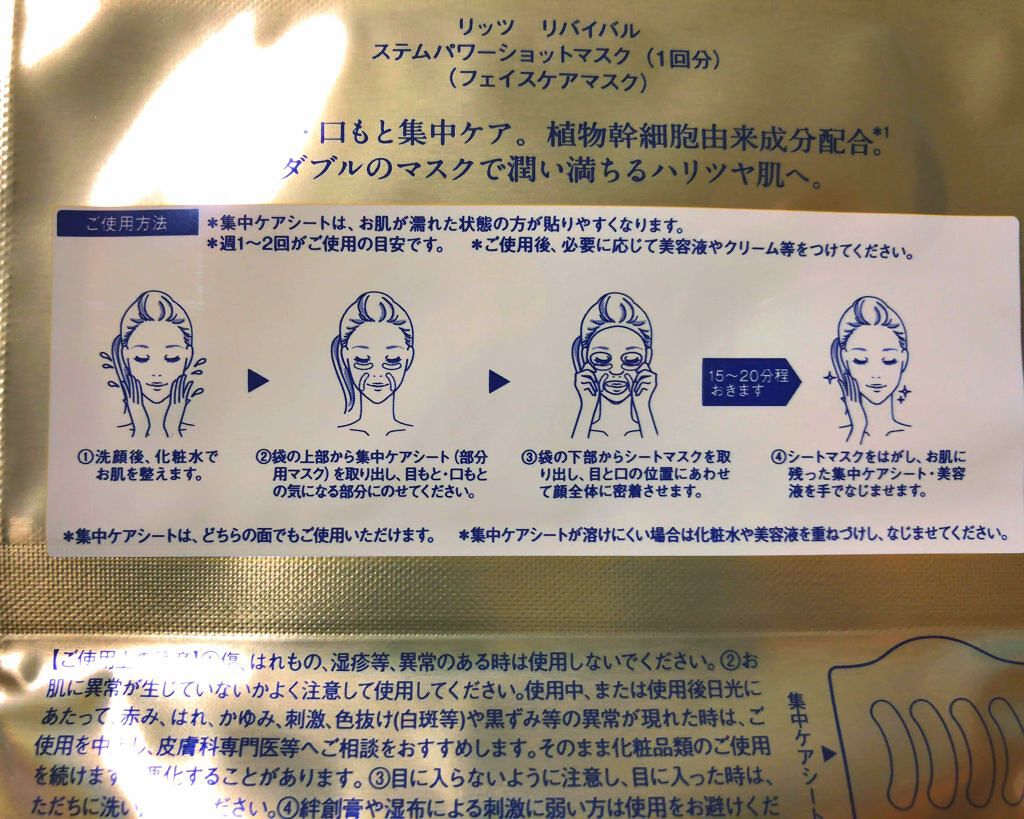 リッツ リバイバル
ステムパワーショットマスク（1回分）
（フェイスケアマスク）
・口もと集中ケア。植物幹細胞由来成分配合*1。
ダブルのマスクで潤い満ちるハリツヤ肌へ。
ご使用方法
*集中ケアシートは、お肌が濡れた状態の方が貼りやすくなります。
*週1～2回がご使用の目安です。 *ご使用後、必要に応じて美容液やクリーム等をつけてください。
15～20分程
おきます
①洗顔後、化粧水で
お肌を整えます。
②袋の上部から集中ケアシート（部分
用マスク）を取り出し、目もと・口もと
の気になる部分にのせてください。
③袋の下部からシートマスクを取
り出し、目と口の位置にあわせ
て顔全体に密着させます。
④シートマスクをはがし、お肌に
残った集中ケアシート・美容
液を手でなじませます。
*集中ケアシートは、どちらの面でもご使用いただけます。 *集中ケアシートが溶けにくい場合は化粧水や美容液を重ねづけし、なじませてください。
【ご使用 ①傷、はれもの、湿疹等、異常のある時は使用しないでください。②お
肌に異常が生じていないかよく注意して使用してください。使用中、または使用後日光に
あたって、赤み、はれ、かゆみ、刺激、色抜け(白斑等)や黒ずみ等の異常が現れた時は、ご
使用を中 し、皮膚科専門医等へご相談をおすすめします。そのまま化粧品類のご使用
を続けます 悪化することがあります。③目に入らないように注意し、目に入った時は、
ただちに洗い ださい。④絆創膏や湿布による刺激に弱い方は使用をお避けくだ
集中ケアシート